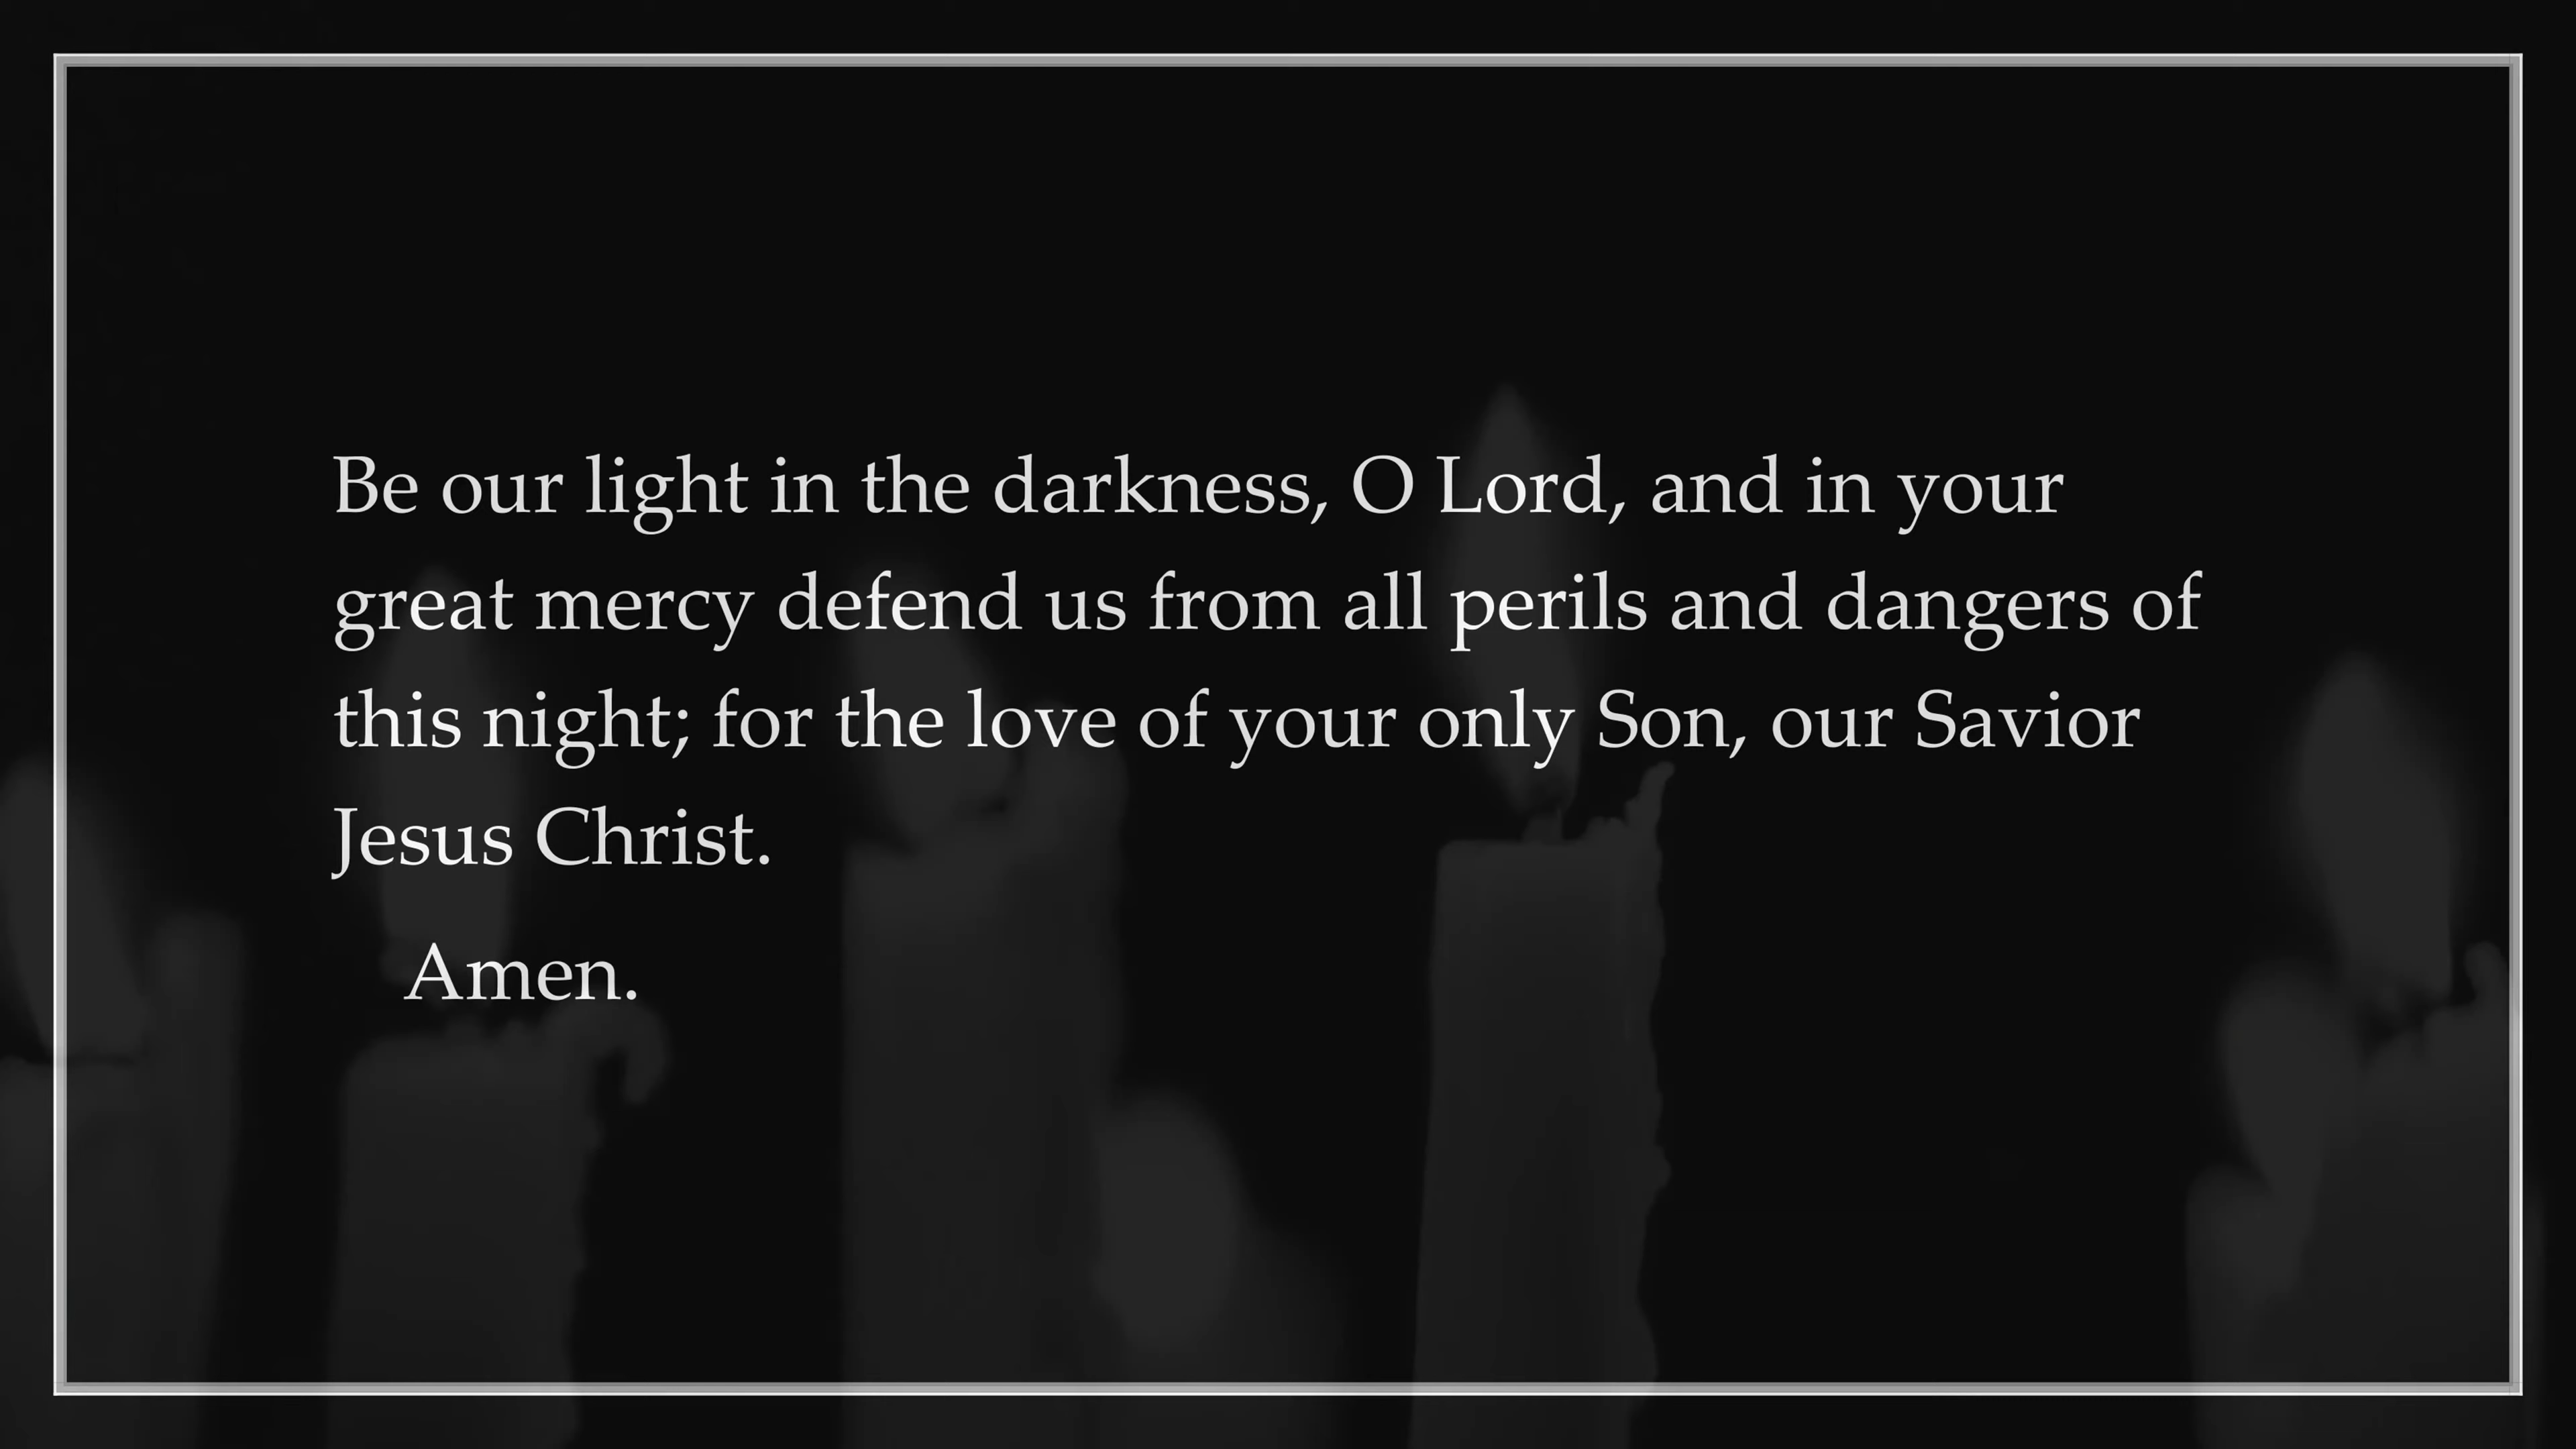 Be our light in the darkness, O Lord, and in your
great mercy defend us from all perils and dangers of
this night; for the love of your only Son, our Savior
Jesus Christ.
Amen.